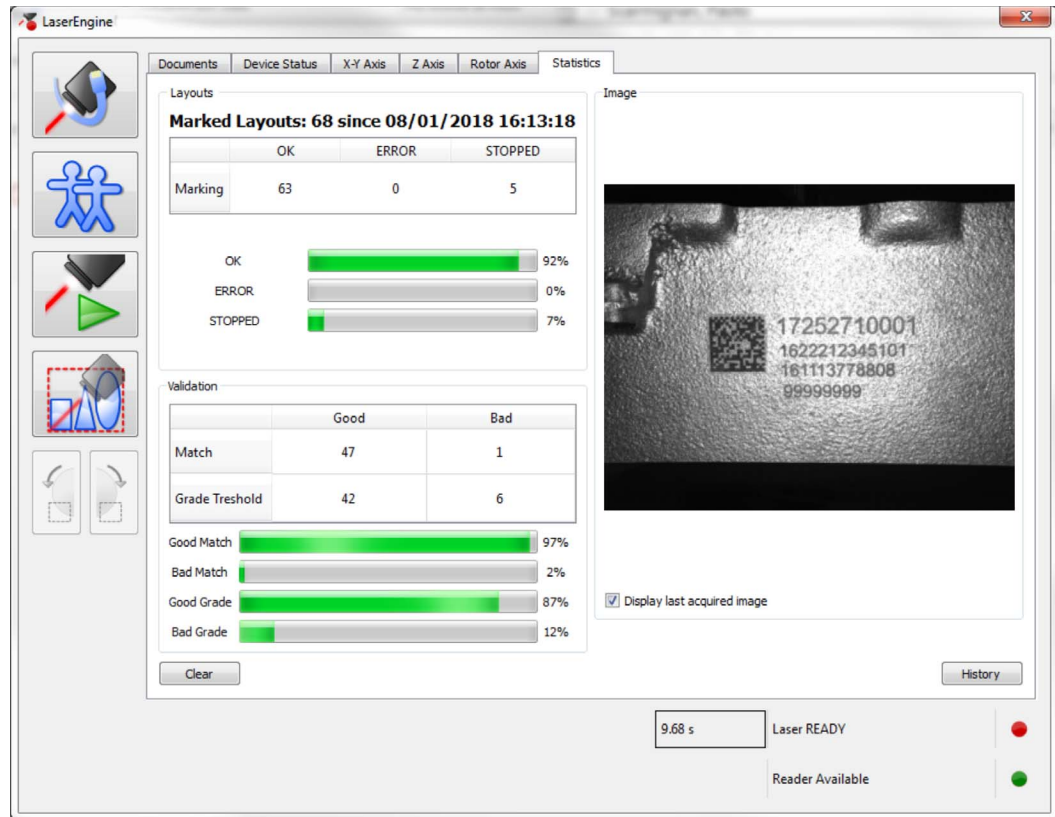 LaserEngine
Documents Device Status X-Y Axis Z Axis Rotor Axis Statistics
Layouts
Marked Layouts: 68 since 08/01/2018 16:13:18
OK ERROR STOPPED
Marking 63 0 5
OK 92%
ERROR 0%
STOPPED 7%
Validation
Good Bad
Match 47 1
Grade Treshold 42 6
Good Match 97%
Bad Match 2%
Good Grade 87%
Bad Grade 12%
Clear
Image
17252710001
1622212345101
161113778808
99999999
Display last acquired image
History
9.68 s Laser READY
Reader Available